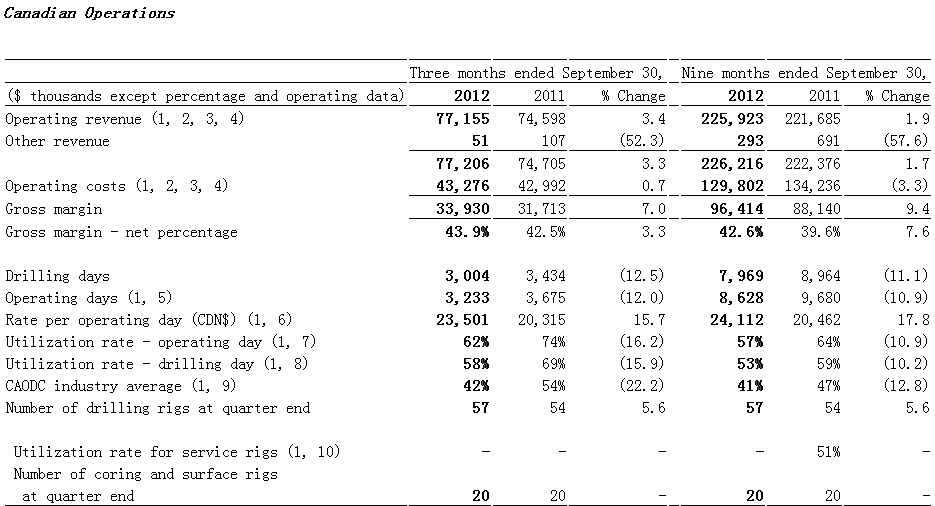 Canadian Operations
Three months ended September 30, Nine months ended September 30,
($ thousands except percentage and operating data) 2012 2011 % Change 2012 2011 % Change
Operating revenue (1, 2, 3, 4) 77,155 74,598 3.4 225,923 221,685 1.9
Other revenue 51 107 (52.3) 293 691 (57.6)
77,206 74,705 3.3 226,216 222,376 1.7
Operating costs (1, 2, 3, 4) 43,276 42,992 0.7 129,802 134,236 (3.3)
Gross margin 33,930 31,713 7.0 96,414 88,140 9.4
Gross margin - net percentage 43.9% 42.5% 3.3 42.6% 39.6% 7.6
Drilling days 3,004 3,434 (12.5) 7,969 8,964 (11.1)
Operating days (1, 5) 3,233 3,675 (12.0) 8,628 9,680 (10.9)
Rate per operating day (CDN$) (1, 6) 23,501 20,315 15.7 24,112 20,462 17.8
Utilization rate - operating day (1, 7) 62% 74% (16.2) 57% 64% (10.9)
Utilization rate - drilling day (1, 8) 58% 69% (15.9) 53% 59% (10.2)
CAODC industry average (1, 9) 42% 54% (22.2) 41% 47% (12.8)
Number of drilling rigs at quarter end 57 54 5.6 57 54 5.6
Utilization rate for service rigs (1, 10) - - - - 51% -
Number of coring and surface rigs
at quarter end 20 20 - 20 20 -